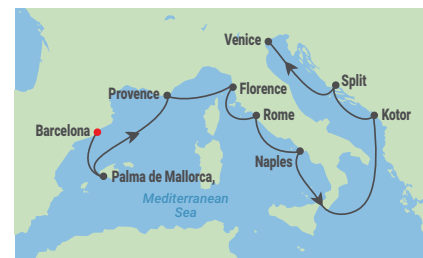 Venice
Split
Florence
Provence
Rome
Kotor
Barcelona
Naples
Palma de Mallorca,
Mediterranean
Sea